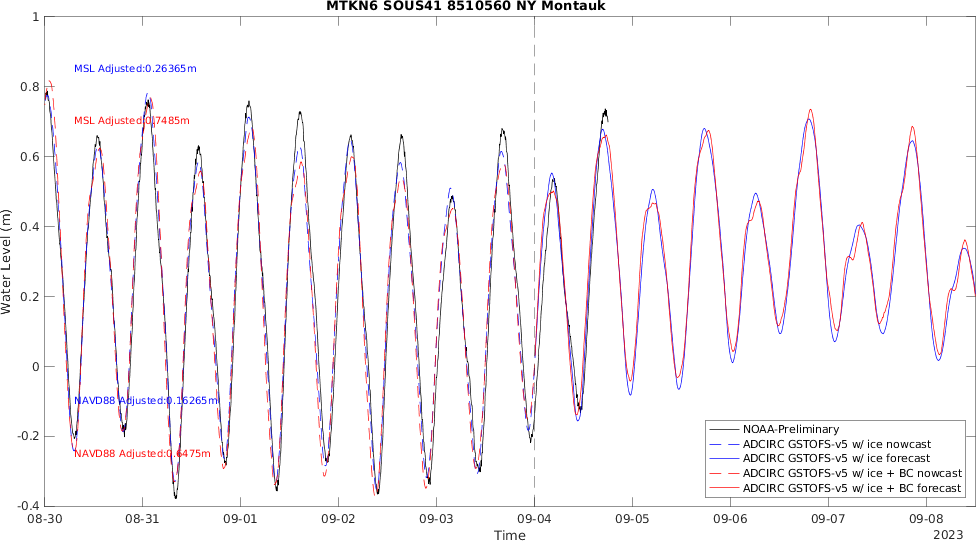 MTKN6 SOUS41 8510560 NY Montauk
1
0.8
0.6
0.4
0.2
0
-0.2
-0.4
Water Level (m)
MSL Adjusted:0.26365m
MSL Adjusted:0.7485m
NAVD88 Adjusted:0.16265m
NAVD88 Adjusted:0.6475m
NOAA-Preliminary
ADCIRC GSTOFS-v5 w/ ice nowcast
ADCIRC GSTOFS-v5 w/ ice forecast
ADCIRC GSTOFS-v5 w/ ice + BC nowcast
ADCIRC GSTOFS-v5 w/ ice + BC forecast
08-30 08-31 09-01 09-02 09-03 09-04 09-05 09-06 09-07 09-08
Time
2023